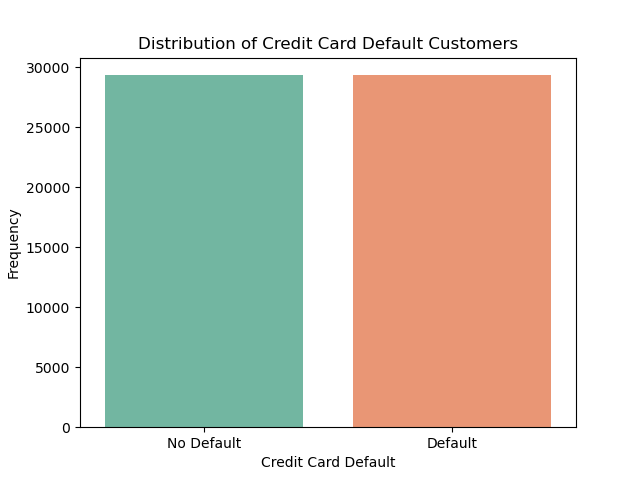 Distribution of Credit Card Default Customers
30000
25000
20000
15000
10000
5000
0
Frequency
No Default
Default
Credit Card Default